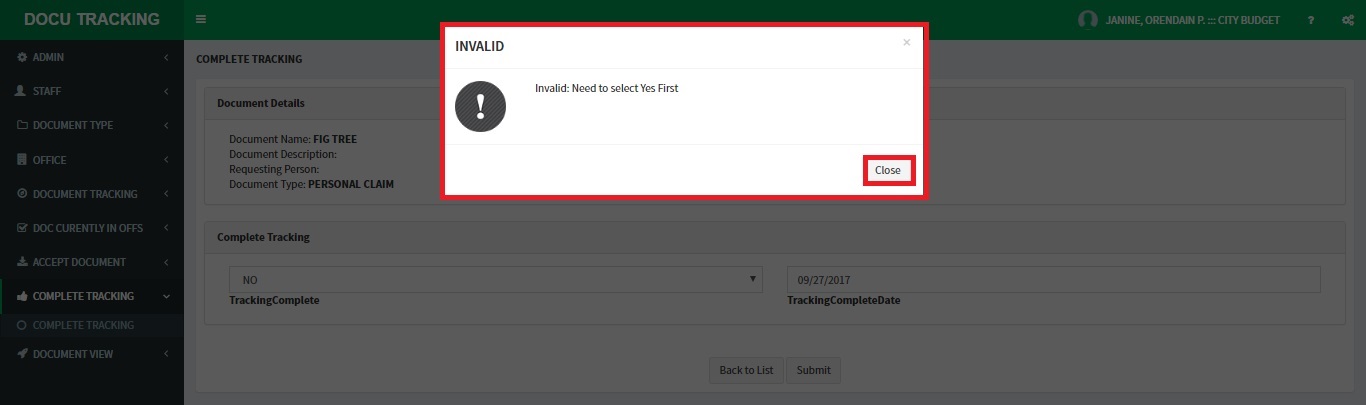 DOCU TRACKING
JANINE, ORENDAIN P. ::: CITY BUDGET
?
ADMIN
STAFF
DOCUMENT TYPE
OFFICE
DOCUMENT TRACKING
DOC CURENTLY IN OFFS
ACCEPT DOCUMENT
COMPLETE TRACKING
COMPLETE TRACKING
DOCUMENT VIEW
COMPLETE TRACKING
Document Details
Document Name: FIG TREE
Document Description:
Requesting Person:
Document Type: PERSONAL CLAIM
INVALID
×
!
Invalid: Need to select Yes First
Close
Complete Tracking
NO
09/27/2017
TrackingComplete
TrackingCompleteDate
Back to List
Submit